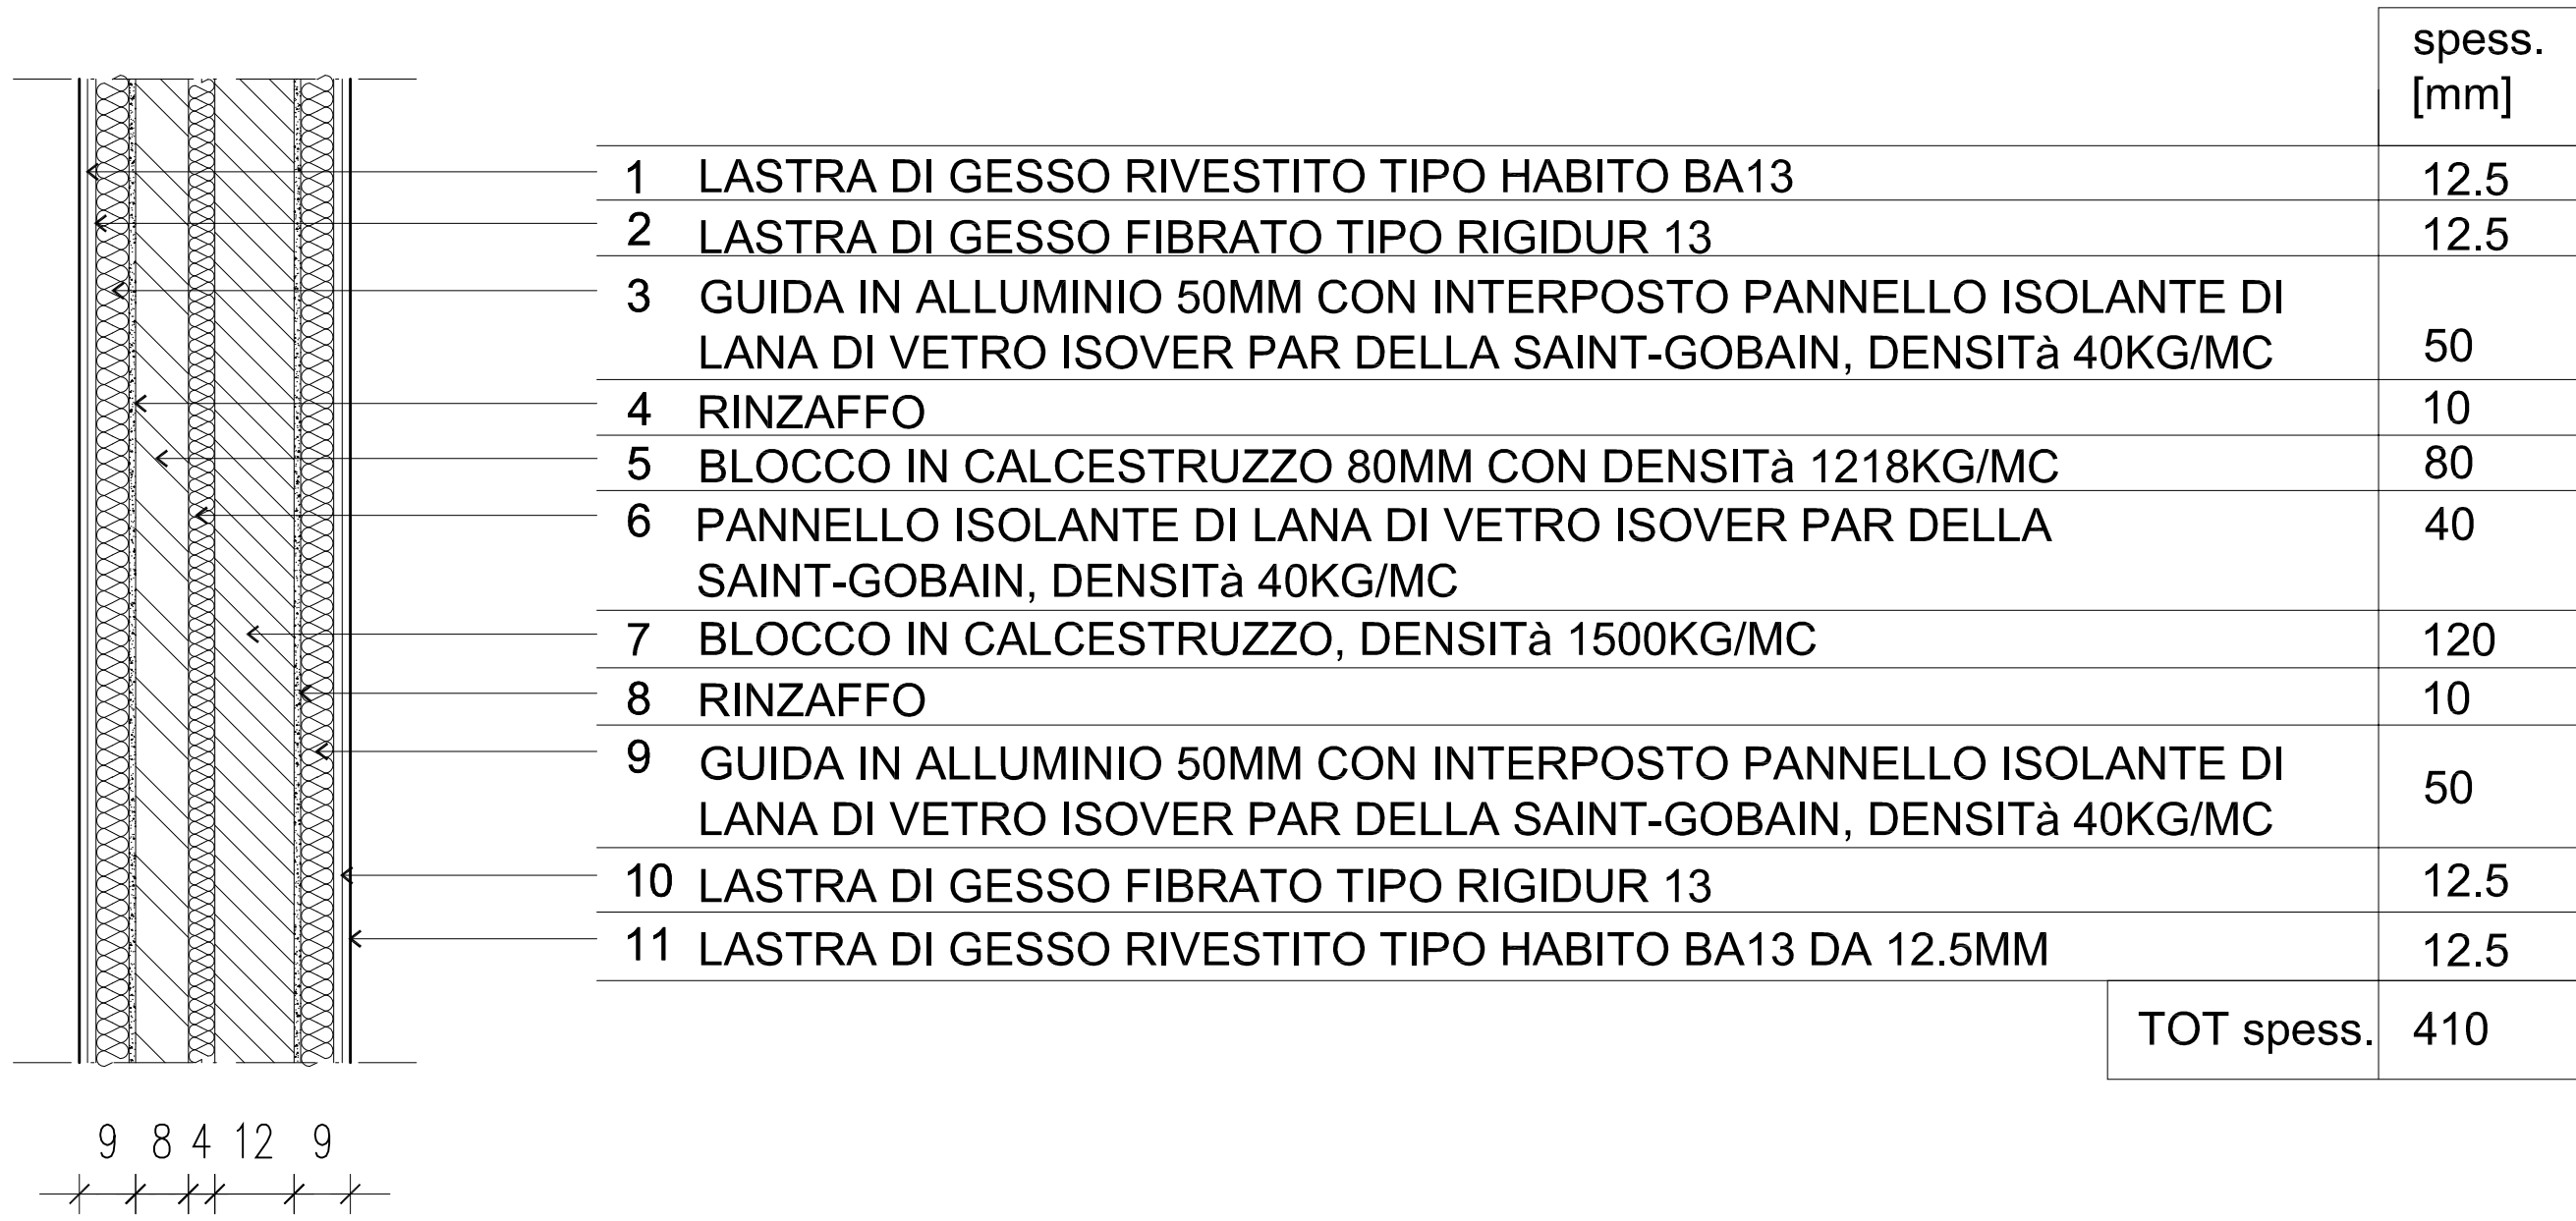 spess.
[mm]
1 LASTRA DI GESSO RIVESTITO TIPO HABITO BA13 12.5
2 LASTRA DI GESSO FIBRATO TIPO RIGIDUR 13 12.5
3 GUIDA IN ALLUMINIO 50MM CON INTERPOSTO PANNELLO ISOLANTE DI
LANA DI VETRO ISOVER PAR DELLA SAINT-GOBAIN, DENSITà 40KG/MC 50
4 RINZAFFO 10
5 BLOCCO IN CALCESTRUZZO 80MM CON DENSITà 1218KG/MC 80
6 PANNELLO ISOLANTE DI LANA DI VETRO ISOVER PAR DELLA 40
SAINT-GOBAIN, DENSITà 40KG/MC
7 BLOCCO IN CALCESTRUZZO, DENSITà 1500KG/MC 120
8 RINZAFFO 10
9 GUIDA IN ALLUMINIO 50MM CON INTERPOSTO PANNELLO ISOLANTE DI
LANA DI VETRO ISOVER PAR DELLA SAINT-GOBAIN, DENSITà 40KG/MC 50
10 LASTRA DI GESSO FIBRATO TIPO RIGIDUR 13 12.5
11 LASTRA DI GESSO RIVESTITO TIPO HABITO BA13 DA 12.5MM 12.5
TOT spess. 410
9 8 4 12 9